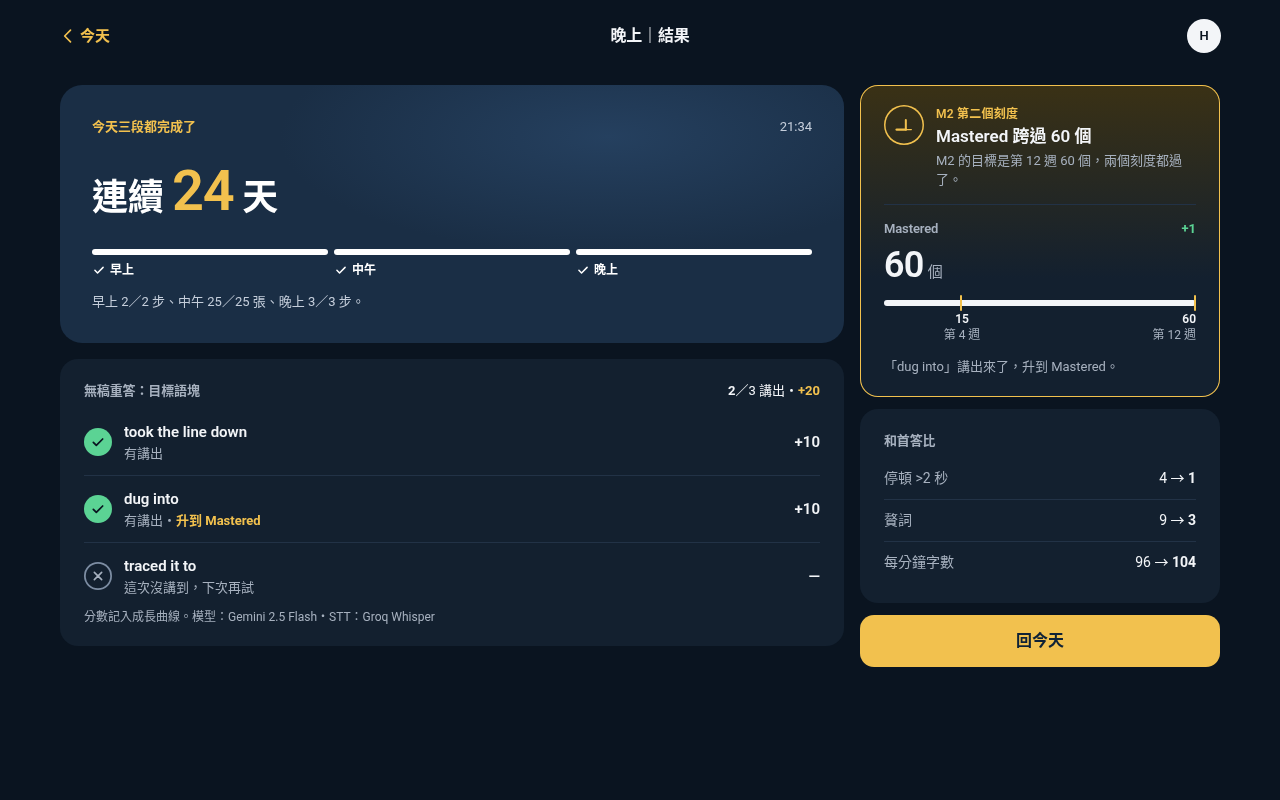 今天
晚上｜結果
H
今天三段都完成了
21:34
連續 24 天
早上
中午
晚上
早上 2／2 步、中午 25／25 張、晚上 3／3 步。
無稿重答：目標語塊
2／3 講出・+20
took the line down
有講出
+10
dug into
有講出・升到 Mastered
+10
traced it to
這次沒講到，下次再試
—
分數記入成長曲線。模型：Gemini 2.5 Flash・STT：Groq Whisper
M2 第二個刻度
Mastered 跨過 60 個
M2 的目標是第 12 週 60 個，兩個刻度都過
了。
Mastered
+1
60 個
15
60
第 4 週
第 12 週
「dug into」講出來了，升到 Mastered。
和首答比
停頓 >2 秒
4 → 1
贅詞
9 → 3
每分鐘字數
96 → 104
回今天